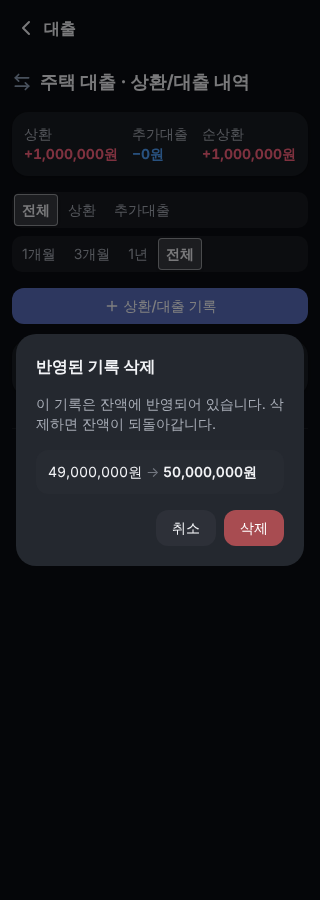 대출
주택 대출 · 상환/대출 내역
상환 추가대출 순상환
+1,000,000원 −0원 +1,000,000원
전체 상환 추가대출
1개월 3개월 1년 전체
+ 상환/대출 기록
반영된 기록 삭제
이 기록은 잔액에 반영되어 있습니다. 삭
제하면 잔액이 되돌아갑니다.
49,000,000원 → 50,000,000원
취소 삭제